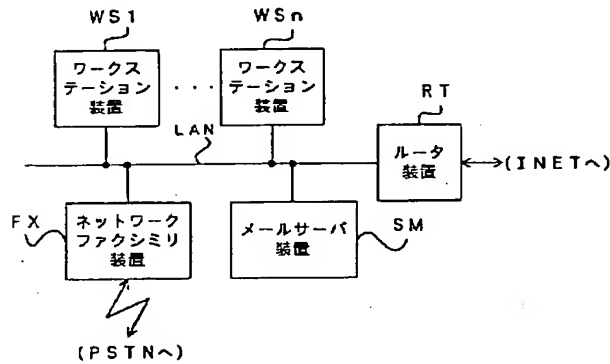 WS1
WSn
ワークス
テーション
装置
・・・
ワークス
テーション
装置
RT
LAN
ルータ
装置
(INETへ)
FX
ネットワーク
ファクシミリ
装置
メールサーバ
装置
SM
(PSTNへ)